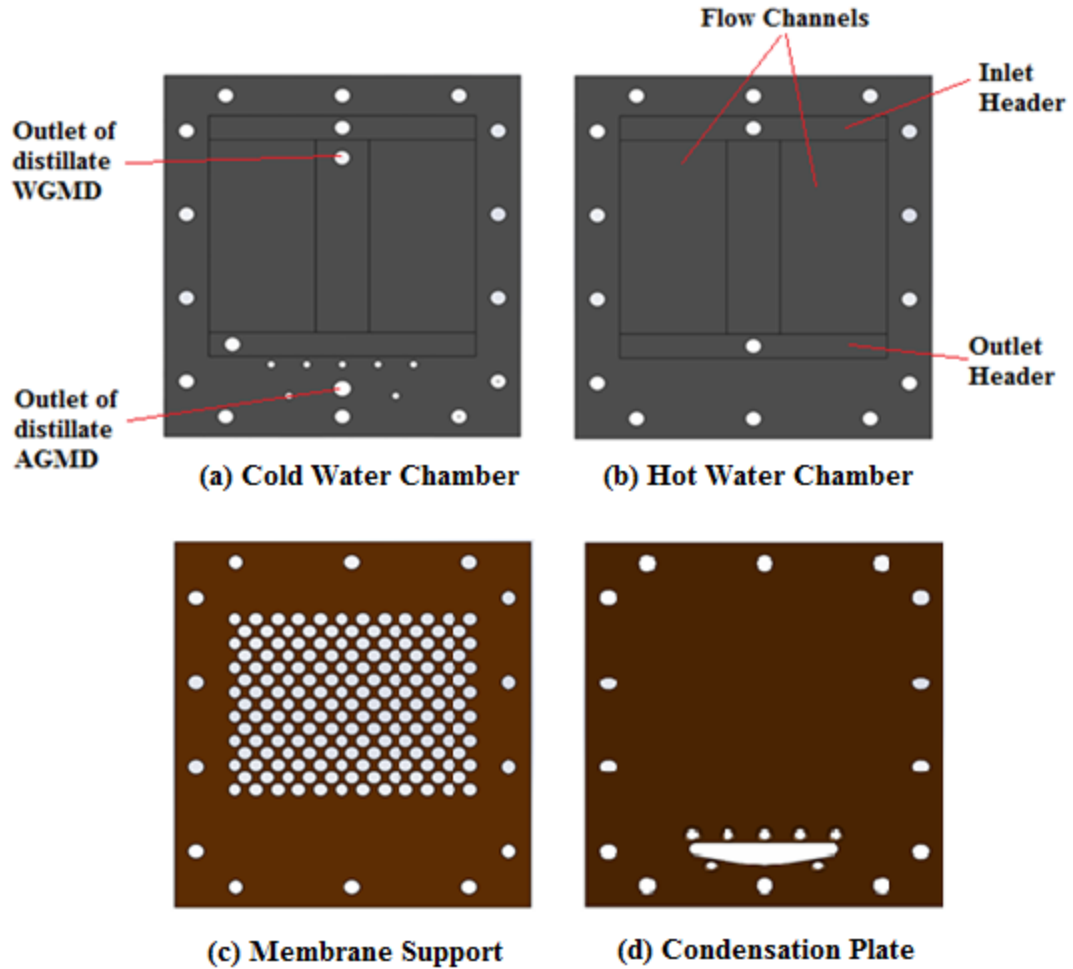 Flow Channels
Inlet
Header
Outlet of
distillate
WGMD
Outlet
Header
Outlet of
distillate
AGMD
(a) Cold Water Chamber
(b) Hot Water Chamber
(c) Membrane Support
(d) Condensation Plate